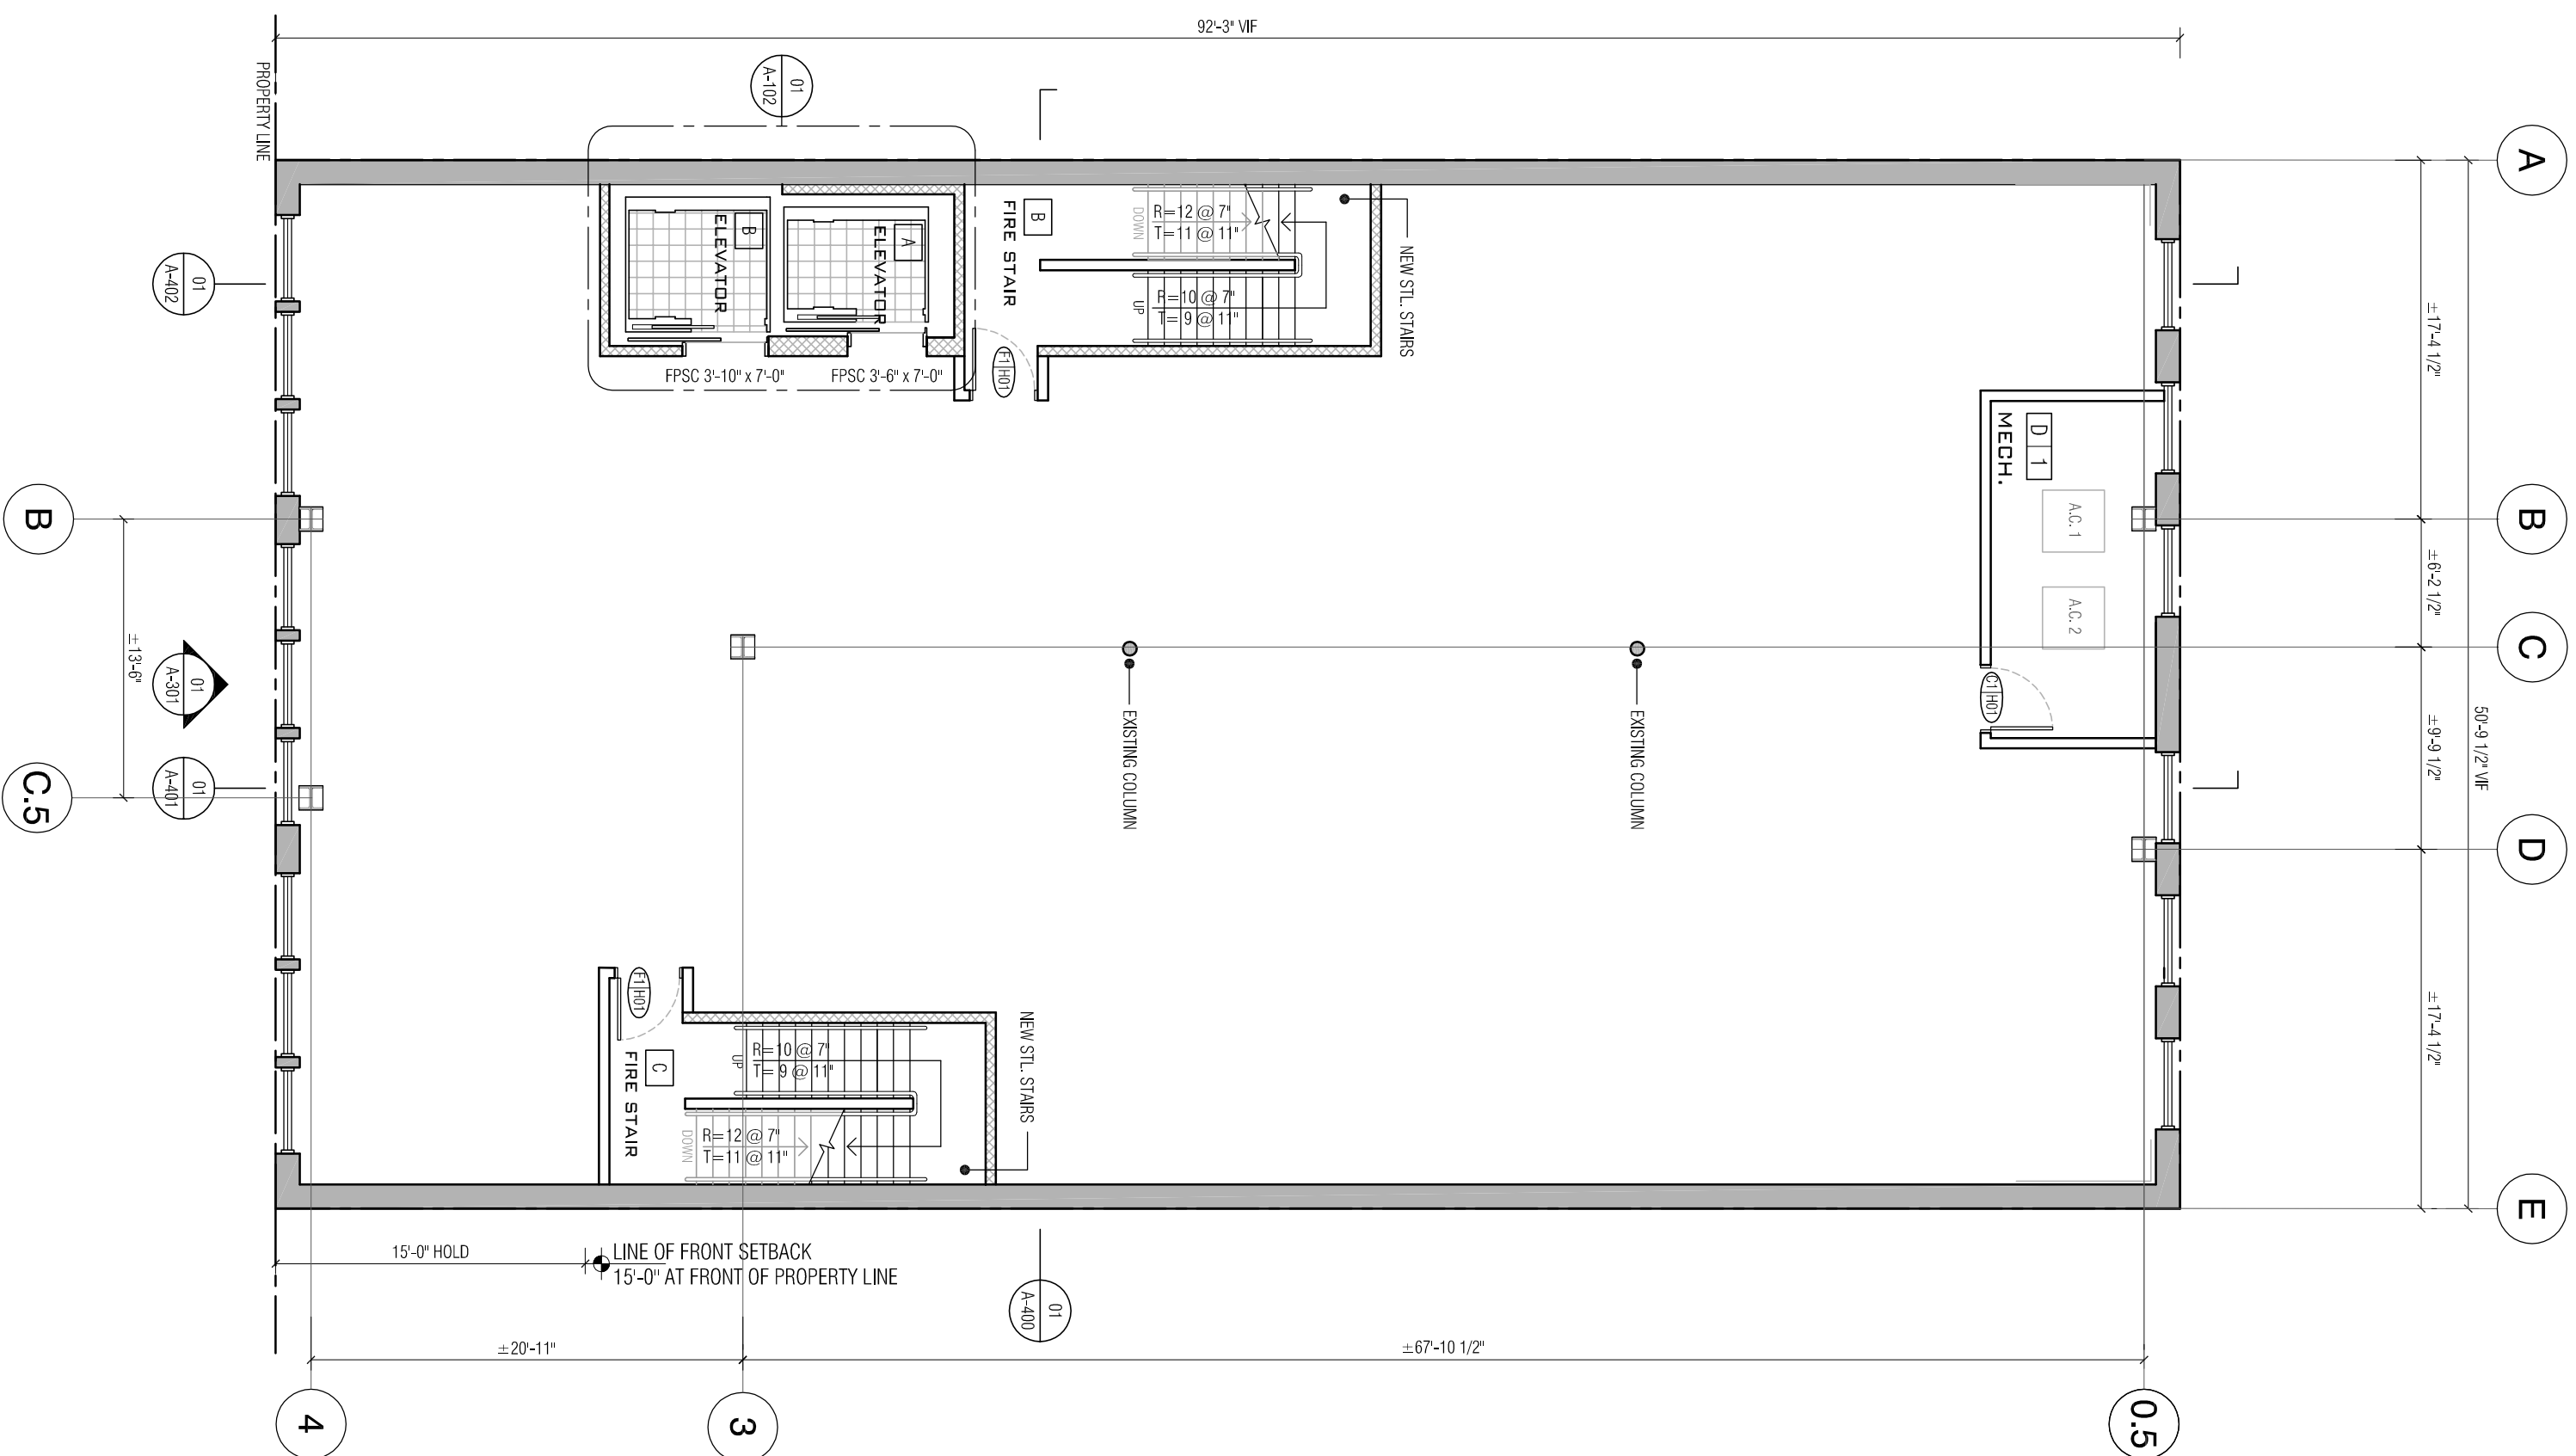 92'-3" VIF
PROPERTY LINE
01
A-102
A
01
A-402
ELEVATOR
B
ELEVATOR
A
FPSC 3'-10" x 7'-0"
FPSC 3'-6" x 7'-0"
FIRE STAIR
B
F1 H01
DOWN
R=12 @ 7"
T=11 @ 11"
UP
R=10 @ 7"
T= 9 @ 11"
NEW STL. STAIRS
±17'-4 1/2"
MECH.
D 1
A.C. 1
A.C. 2
C1 H01
B
B
±6'-2 1/2"
C
50'-9 1/2" VIF
±9'-9 1/2"
D
±13'-6"
01
A-301
01
A-401
C.5
EXISTING COLUMN
EXISTING COLUMN
±17'-4 1/2"
F1 H01
FIRE STAIR
C
UP
R=10 @ 7"
T= 9 @ 11"
DOWN
R=12 @ 7"
T=11 @ 11"
NEW STL. STAIRS
E
15'-0" HOLD
LINE OF FRONT SETBACK
15'-0" AT FRONT OF PROPERTY LINE
01
A-400
±20'-11"
±67'-10 1/2"
4
3
0.5